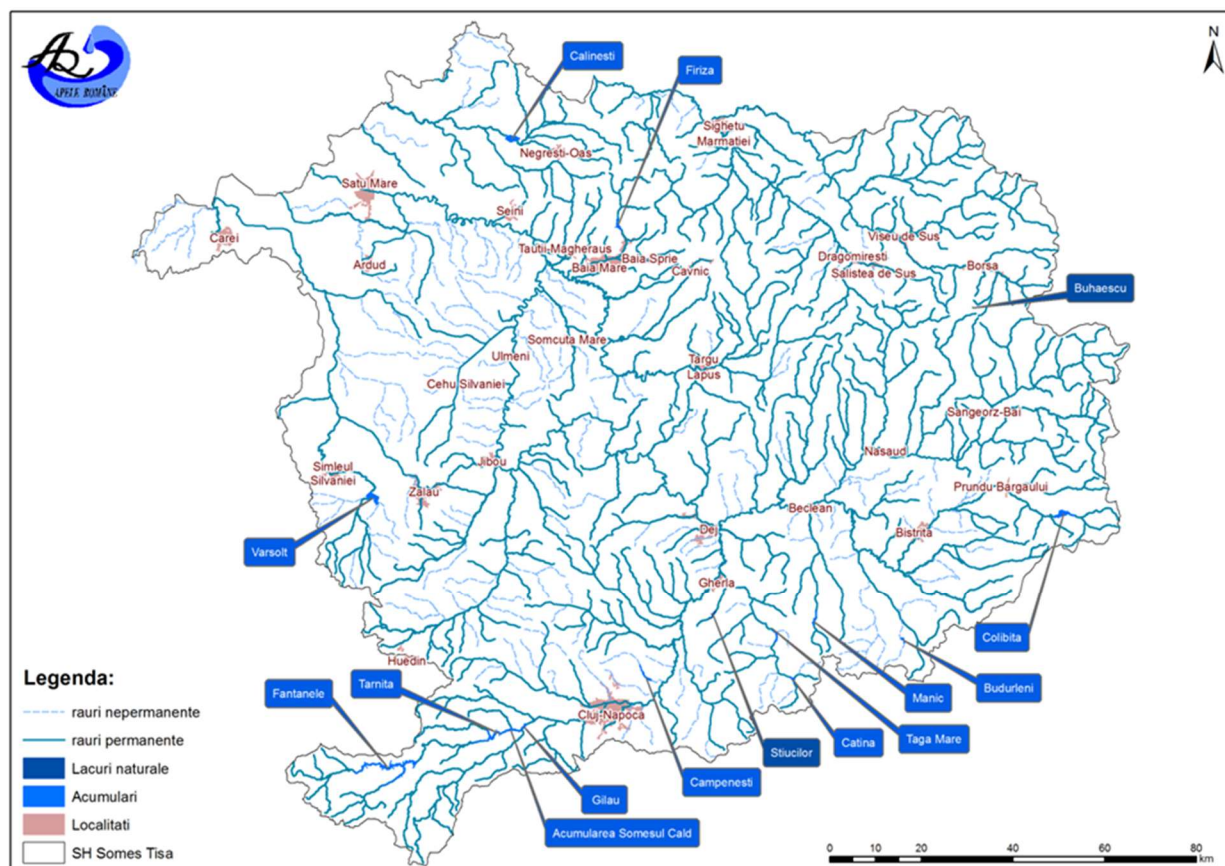 APELE ROMÂNE
N
Calinesti
Firiza
Sighetu
Marmatiei
Negresti-Oas
Satu Mare
Seini
Carei
Tautii-Magheraus
Baia Sprie
Baia Mare
Cavnic
Ardud
Viseu de Sus
Dragomiresti
Salistea de Sus
Borsa
Buhaescu
Somcuta Mare
Ulmeni
Targu
Lapus
Cehu Silvaniei
Sangeorz-Bai
Nasaud
Jibou
Simleul
Silvaniei
Zalau
Prundu Bargaului
Beclean
Dej
Bistrita
Varsolt
Gherla
Colibita
Huedin
Tarnita
Fantanele
Cluj-Napoca
Budurleni
Manic
Taga Mare
Catina
Stiucilor
Campenesti
Gilau
Acumularea Somesul Cald
Legenda:
rauri nepermanente
rauri permanente
Lacuri naturale
Acumulari
Localitati
SH Somes Tisa
0 10 20 40 60 80
km